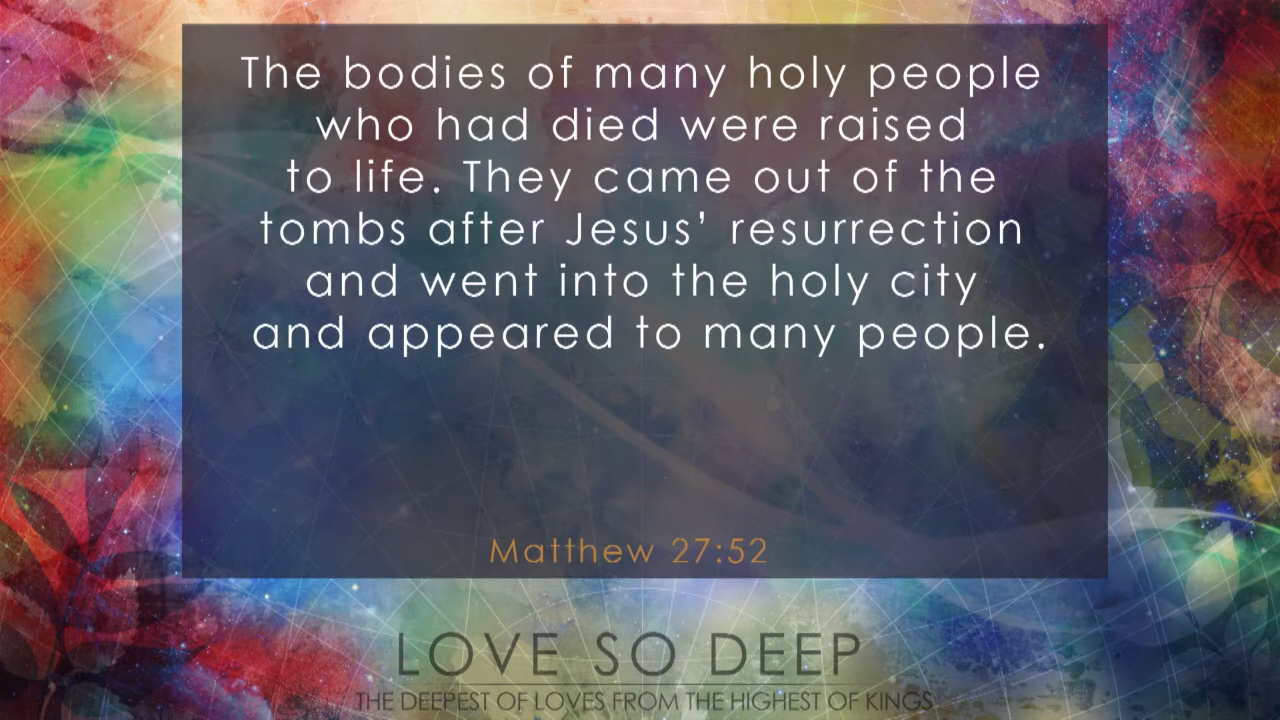 The bodies of many holy people
who had died were raised
to life. They came out of the
tombs after Jesus’ resurrection
and went into the holy city
and appeared to many people.
Matthew 27:52
LOVE SO DEEP
THE DEEPEST OF LOVES FROM THE HIGHEST OF KINGS